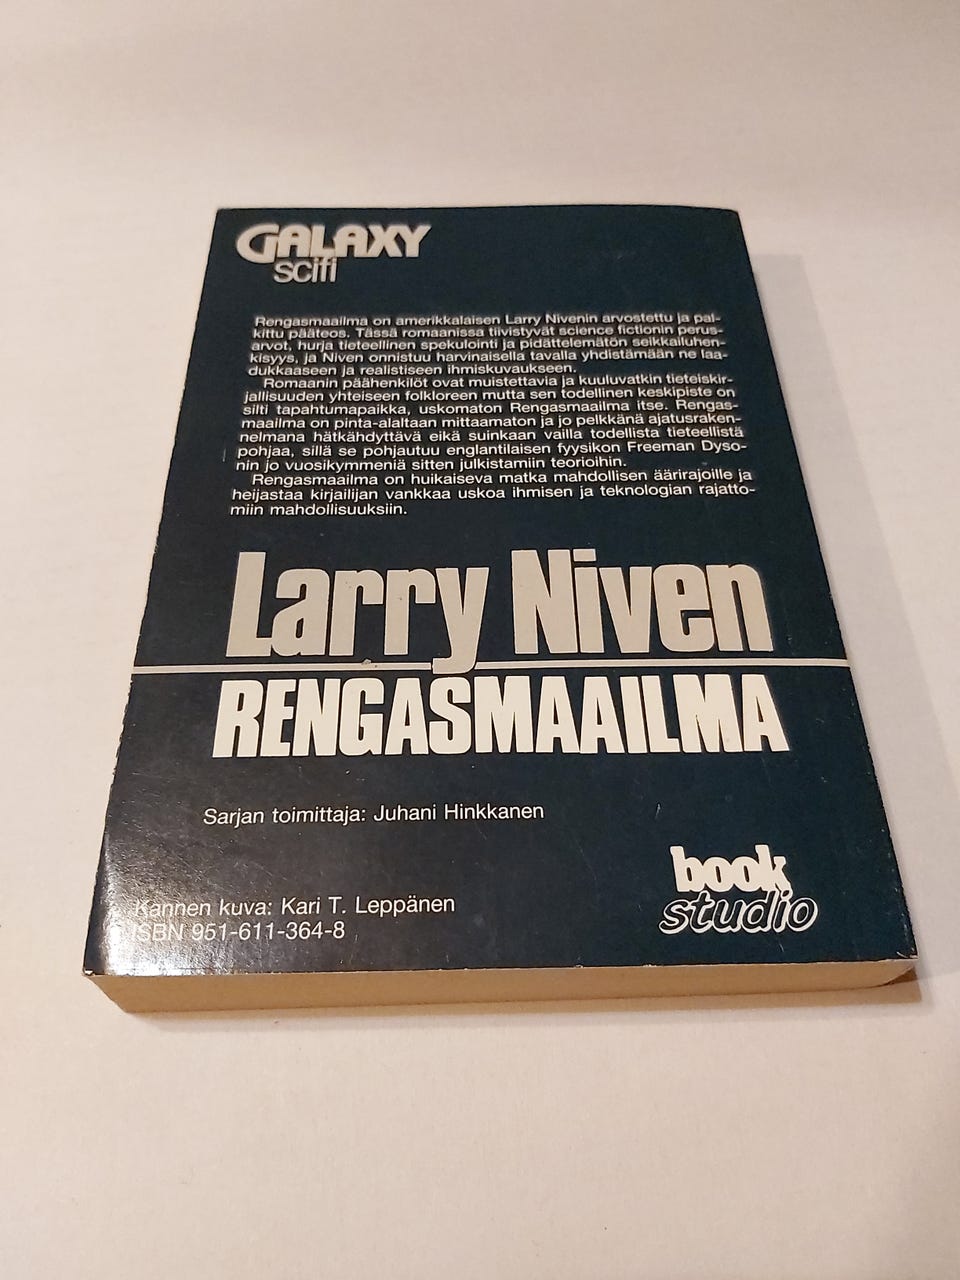 GALAXY
scifi
Rengasmaailma on amerikkalaisen Larry Nivenin arvostettu ja pal-
kittu pääteos. Tässä romaanissa tiivistyvät science fictionin perus-
arvot, hurja tieteellinen spekulointi ja pidättelemätön seikkailuhen-
kisyys, ja Niven onnistuu harvinaisella tavalla yhdistämään ne laa-
dukkaaseen ja realistiseen ihmiskuvaukseen.
Romaanin päähenkilöt ovat muistettavia ja kuuluvatkin tieteiskir-
jallisuuden yhteiseen folkloreen mutta sen todellinen keskipiste on
silti tapahtumapaikka, uskomaton Rengasmaailma itse. Rengas-
maailma on pinta-alaltaan mittaamaton ja jo pelkkänä ajatusraken-
nelmana hätkähdyttävä eikä suinkaan vailla todellista tieteellistä
pohjaa, sillä se pohjautuu englantilaisen fyysikon Freeman Dyso-
nin jo vuosikymmeniä sitten julkistamiin teorioihin.
Rengasmaailma on huikaiseva matka mahdollisen äärirajoille ja
heijastaa kirjailijan vankkaa uskoa ihmisen ja teknologian rajatto-
miin mahdollisuuksiin.
Larry Niven
RENGASMAAILMA
Sarjan toimittaja: Juhani Hinkkanen
Kannen kuva: Kari T. Leppänen
ISBN 951-611-364-8
book
studio